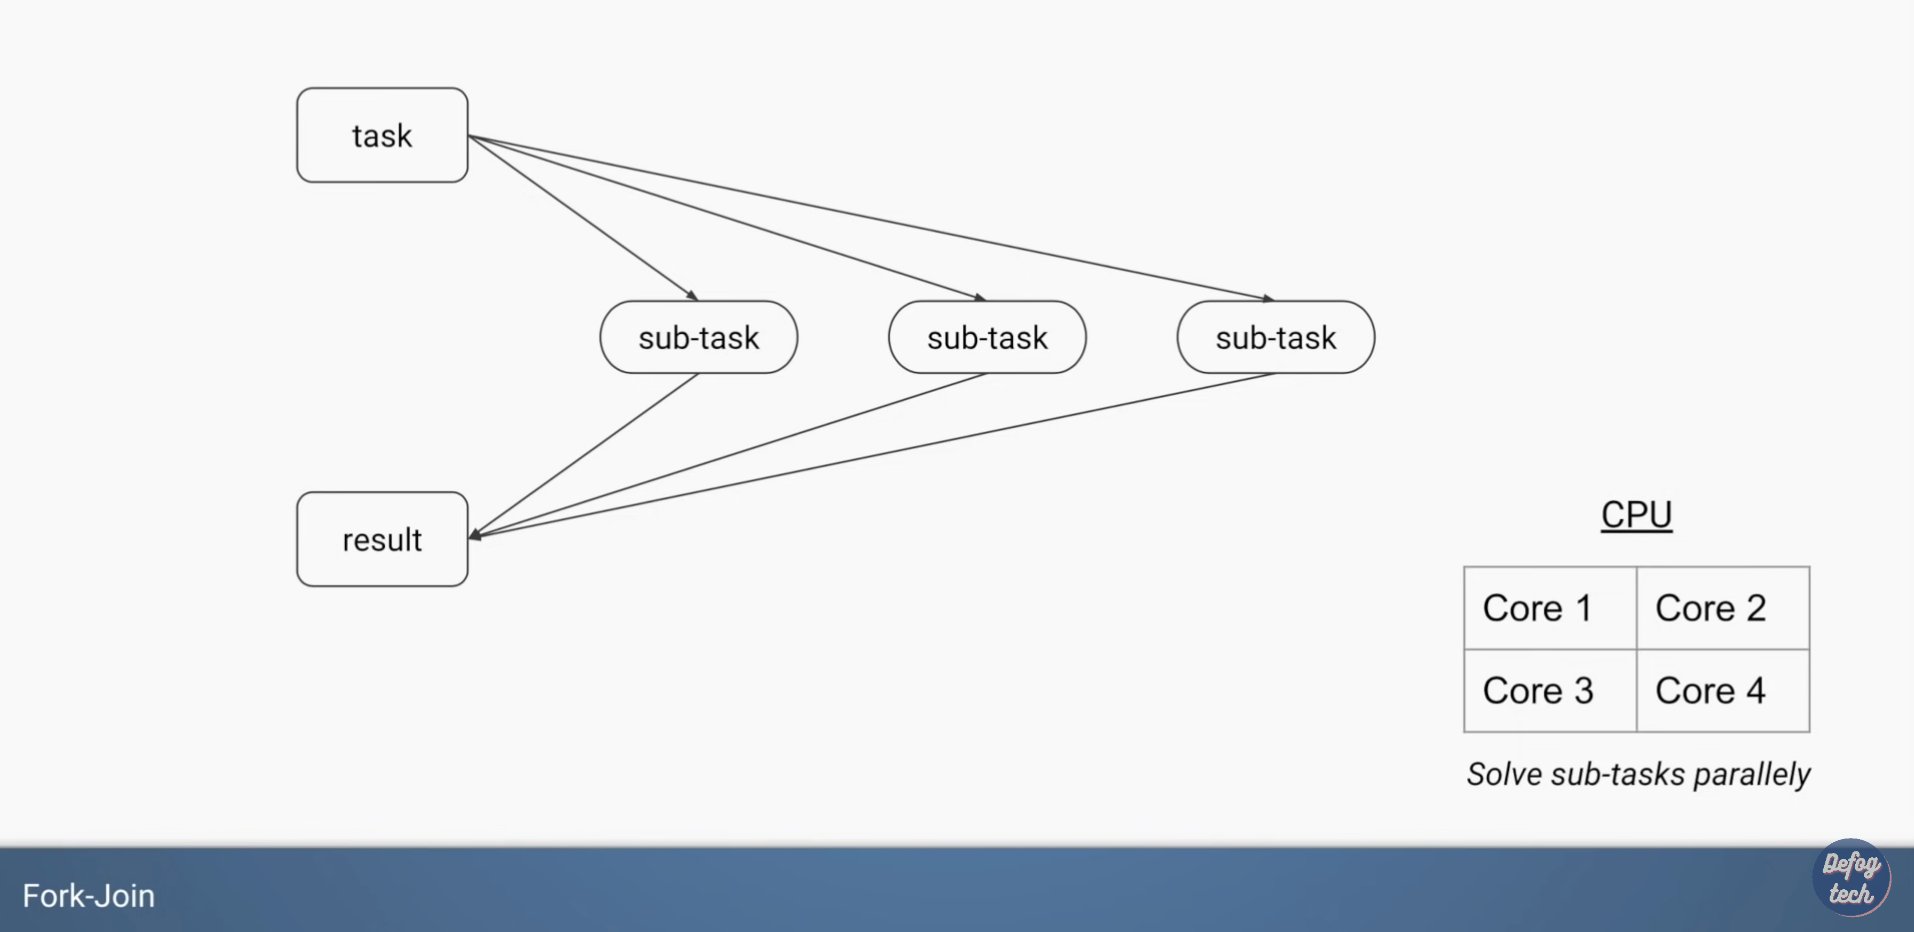 task
sub-task
sub-task
sub-task
result
CPU
Core 1
Core 2
Core 3
Core 4
Solve sub-tasks parallely
Fork-Join
Defog
tech